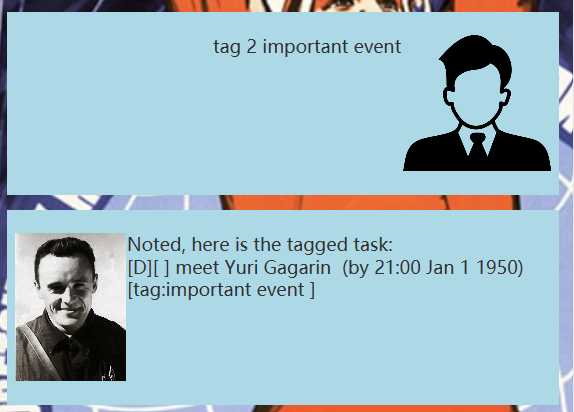 tag 2 important event
Noted, here is the tagged task:
[D][ ] meet Yuri Gagarin  (by 21:00 Jan 1 1950)
[tag:important event ]